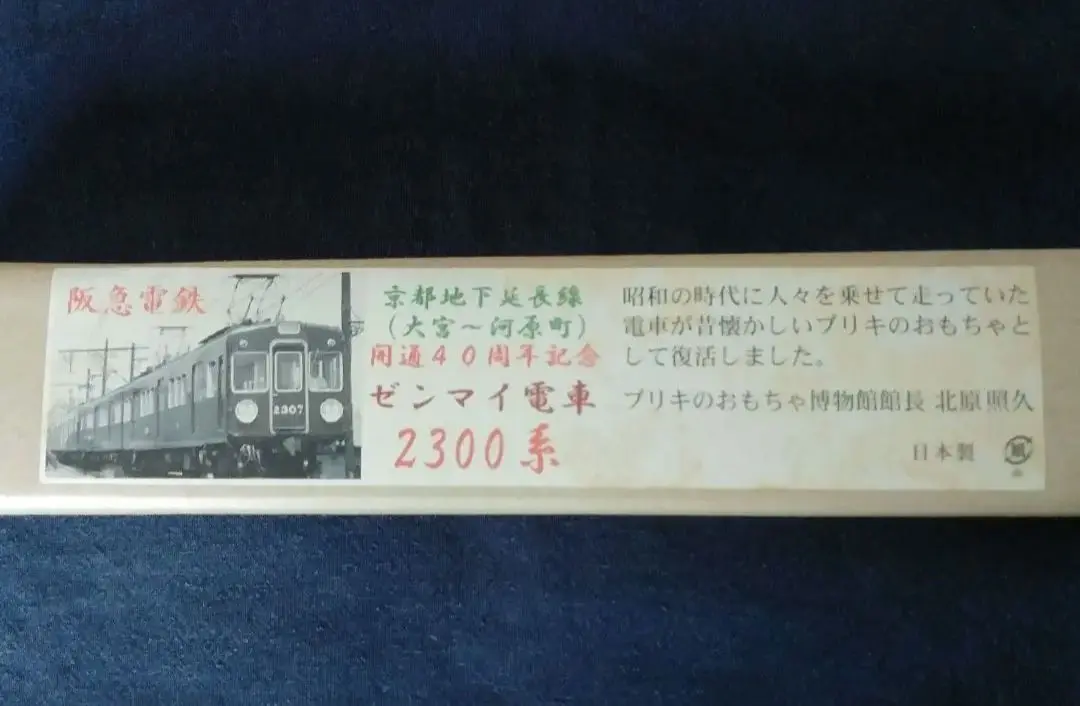 阪急電鉄
2307
京都地下延長線
(大宮〜河原町)
開通40周年記念
ゼンマイ電車
2300系
昭和の時代に人々を乗せて走っていた
電車が昔懐かしいブリキのおもちゃと
して復活しました。
ブリキのおもちゃ博物館館長 北原照久
日本製